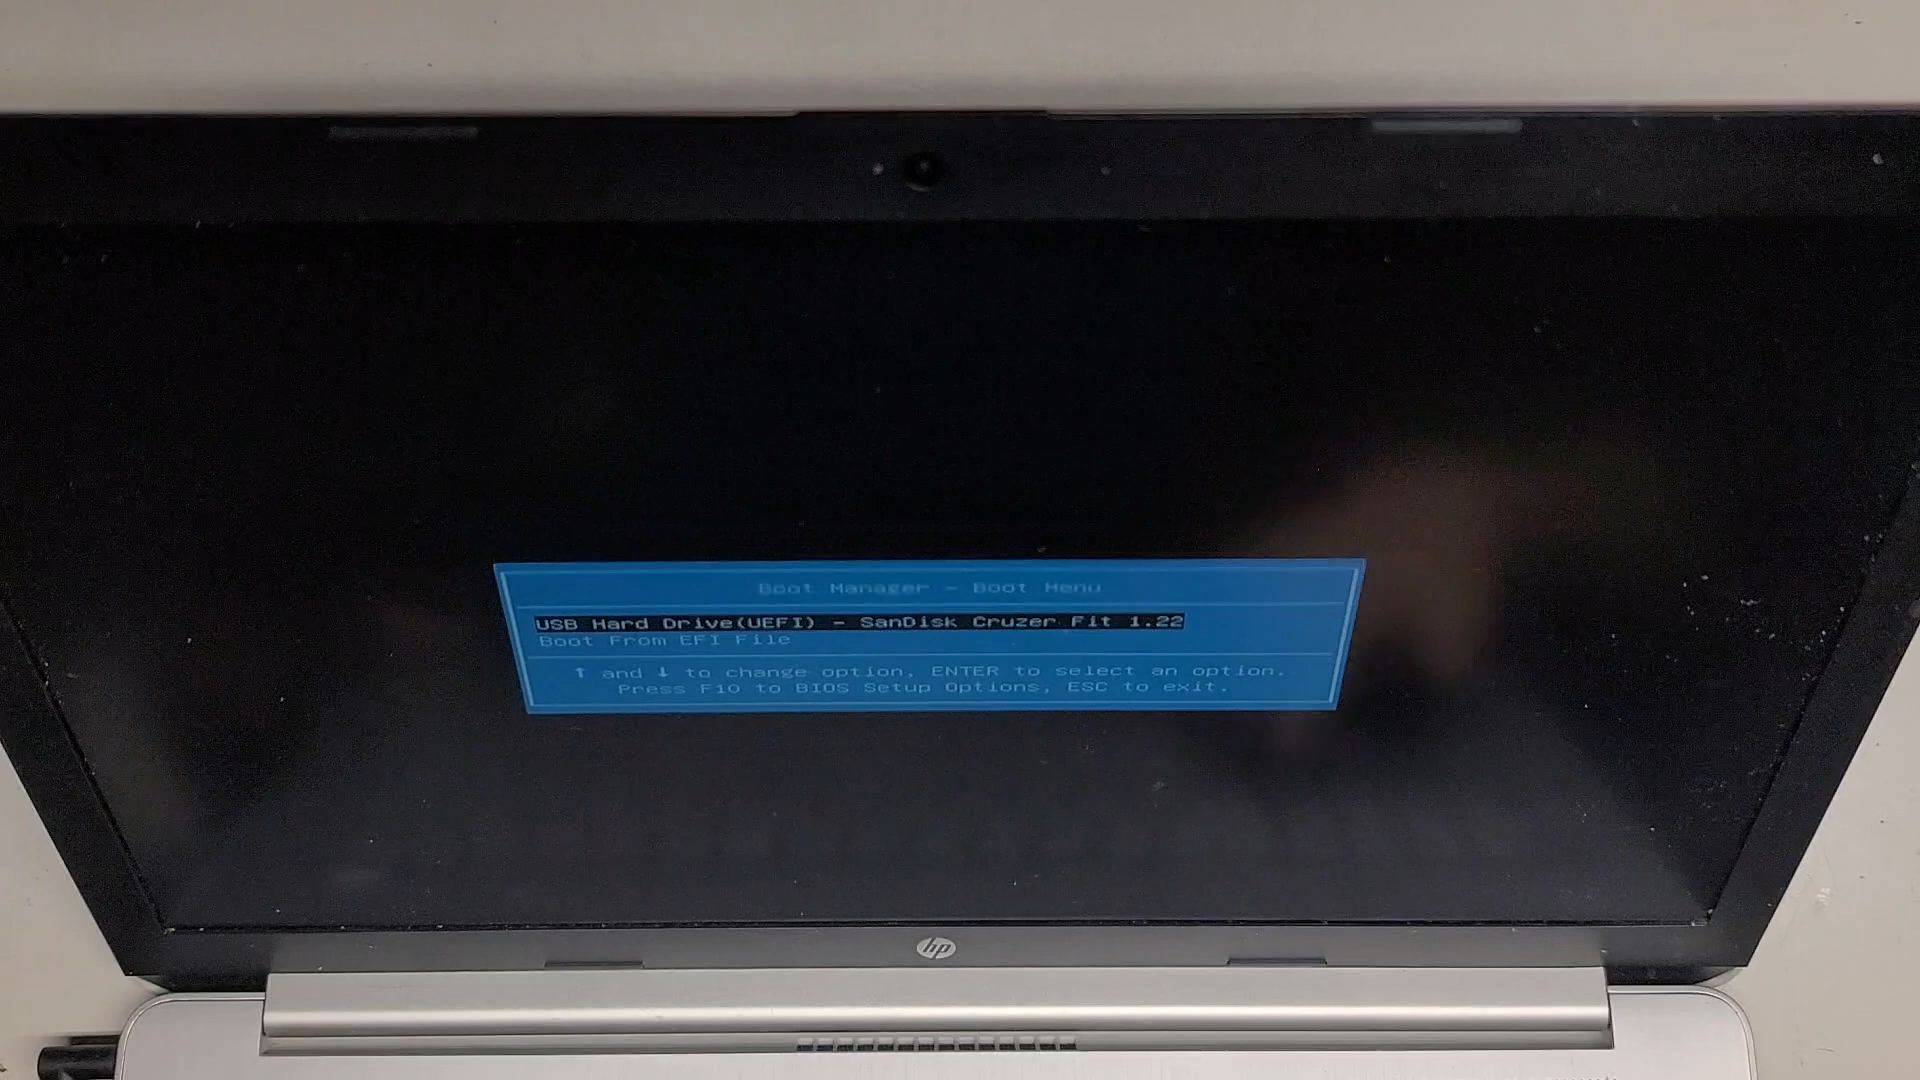 Boot Manager - Boot Menu
USB Hard Drive(UEFI) - SanDisk Cruzer Fit 1.22
Boot From EFI File
↑ and ↓ to change option, ENTER to select an option.
Press F10 to BIOS Setup Options, ESC to exit.
hp